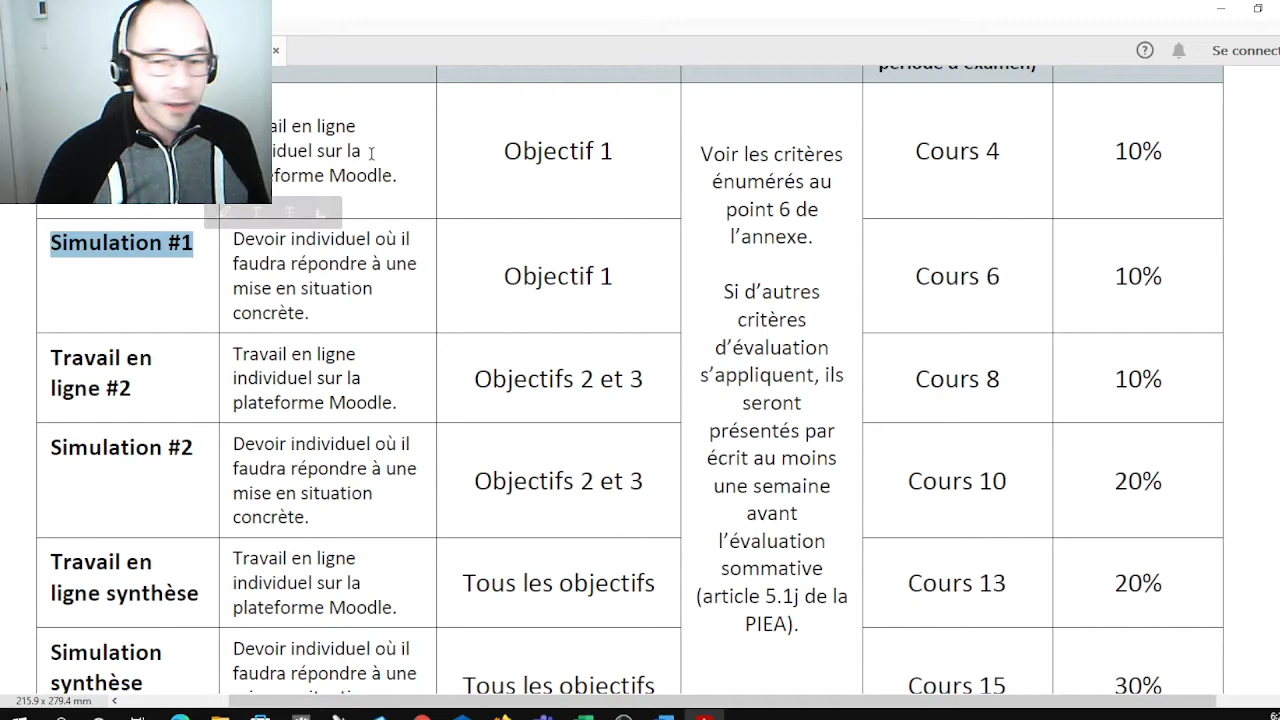 Se connect
période d'examen)
ail en ligne
iduel sur la
eforme Moodle.
Objectif 1
Voir les critères
énumérés au
point 6 de
l'annexe.
Si d'autres
critères
d'évaluation
s'appliquent, ils
seront
présentés par
écrit au moins
une semaine
avant
l'évaluation
sommative
(article 5.1j de la
PIEA).
Cours 4
10%
Simulation #1
Devoir individuel où il
faudra répondre à une
mise en situation
concrète.
Objectif 1
Cours 6
10%
Travail en
ligne #2
Travail en ligne
individuel sur la
plateforme Moodle.
Objectifs 2 et 3
Cours 8
10%
Simulation #2
Devoir individuel où il
faudra répondre à une
mise en situation
concrète.
Objectifs 2 et 3
Cours 10
20%
Travail en
ligne synthèse
Travail en ligne
individuel sur la
plateforme Moodle.
Tous les objectifs
Cours 13
20%
Simulation
synthèse
Devoir individuel où il
faudra répondre à une
Tous les objectifs
Cours 15
30%
215.9 x 279.4 mm